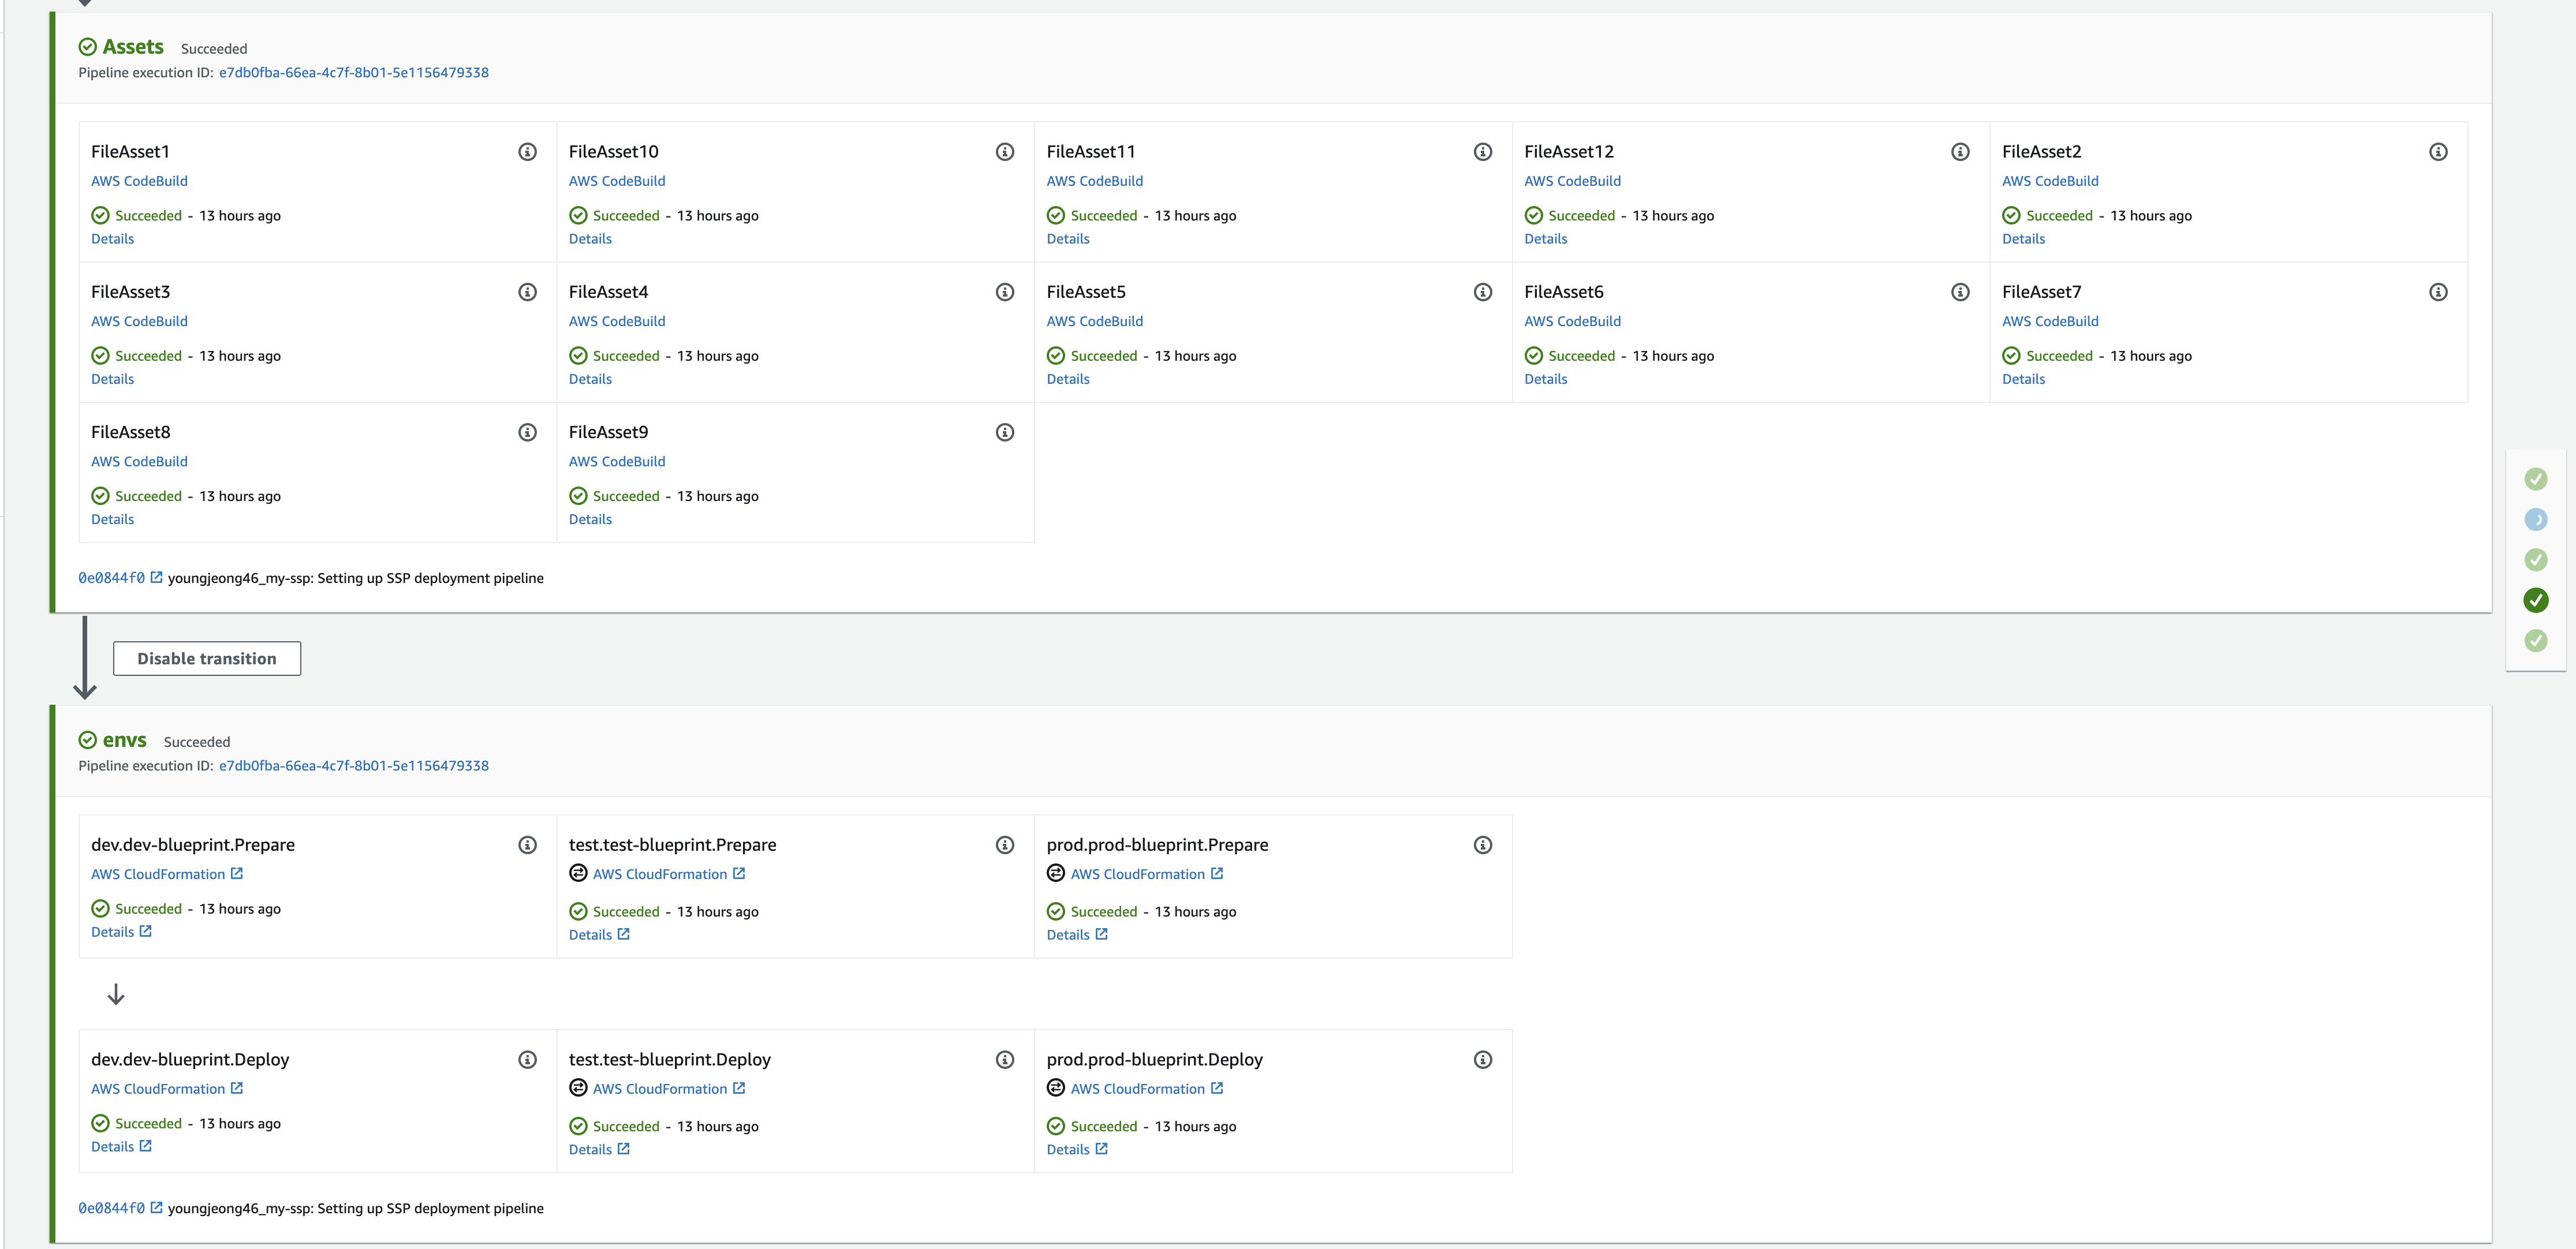 Assets Succeeded
Pipeline execution ID: e7db0fba-66ea-4c7f-8b01-5e1156479338
FileAsset1
AWS CodeBuild
Succeeded - 13 hours ago
Details
FileAsset10
AWS CodeBuild
Succeeded - 13 hours ago
Details
FileAsset11
AWS CodeBuild
Succeeded - 13 hours ago
Details
FileAsset12
AWS CodeBuild
Succeeded - 13 hours ago
Details
FileAsset2
AWS CodeBuild
Succeeded - 13 hours ago
Details
FileAsset3
AWS CodeBuild
Succeeded - 13 hours ago
Details
FileAsset4
AWS CodeBuild
Succeeded - 13 hours ago
Details
FileAsset5
AWS CodeBuild
Succeeded - 13 hours ago
Details
FileAsset6
AWS CodeBuild
Succeeded - 13 hours ago
Details
FileAsset7
AWS CodeBuild
Succeeded - 13 hours ago
Details
FileAsset8
AWS CodeBuild
Succeeded - 13 hours ago
Details
FileAsset9
AWS CodeBuild
Succeeded - 13 hours ago
Details
0e0844f0 youngjeong46_my-ssp: Setting up SSP deployment pipeline
Disable transition
envs Succeeded
Pipeline execution ID: e7db0fba-66ea-4c7f-8b01-5e1156479338
dev.dev-blueprint.Prepare
AWS CloudFormation
Succeeded - 13 hours ago
Details
test.test-blueprint.Prepare
AWS CloudFormation
Succeeded - 13 hours ago
Details
prod.prod-blueprint.Prepare
AWS CloudFormation
Succeeded - 13 hours ago
Details
dev.dev-blueprint.Deploy
AWS CloudFormation
Succeeded - 13 hours ago
Details
test.test-blueprint.Deploy
AWS CloudFormation
Succeeded - 13 hours ago
Details
prod.prod-blueprint.Deploy
AWS CloudFormation
Succeeded - 13 hours ago
Details
0e0844f0 youngjeong46_my-ssp: Setting up SSP deployment pipeline